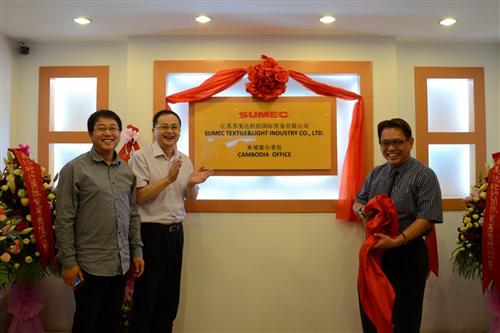 SUMEC
江苏苏美达轻纺国际贸易有限公司
SUMEC TEXTILE&LIGHT INDUSTRY CO., LTD.
柬埔寨办事处
CAMBODIA OFFICE